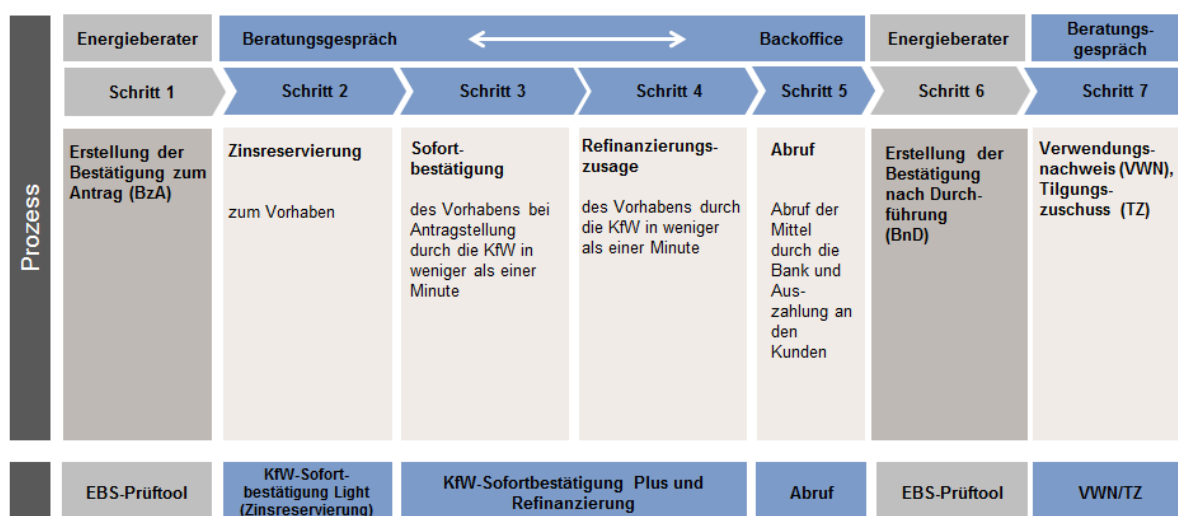 Prozess
Energieberater
Beratungsgespräch
Backoffice
Energieberater
Beratungs-
gespräch
Schritt 1
Schritt 2
Schritt 3
Schritt 4
Schritt 5
Schritt 6
Schritt 7
Erstellung der
Bestätigung zum
Antrag (BzA)
Zinsreservierung
zum Vorhaben
Sofort-
bestätigung
des Vorhabens bei
Antragstellung
durch die KfW in
weniger als einer
Minute
Refinanzierungs-
zusage
des Vorhabens durch
die KfW in weniger
als einer Minute
Abruf
Abruf der
Mittel
durch die
Bank und
Aus-
zahlung an
den
Kunden
Erstellung der
Bestätigung
nach Durch-
führung
(BnD)
Verwendungs-
nachweis (VWN),
Tilgungs-
zuschuss (TZ)
EBS-Prüftool
KfW-Sofort-
bestätigung Light
(Zinsreservierung)
KfW-Sofortbestätigung Plus und
Refinanzierung
Abruf
EBS-Prüftool
VWN/TZ